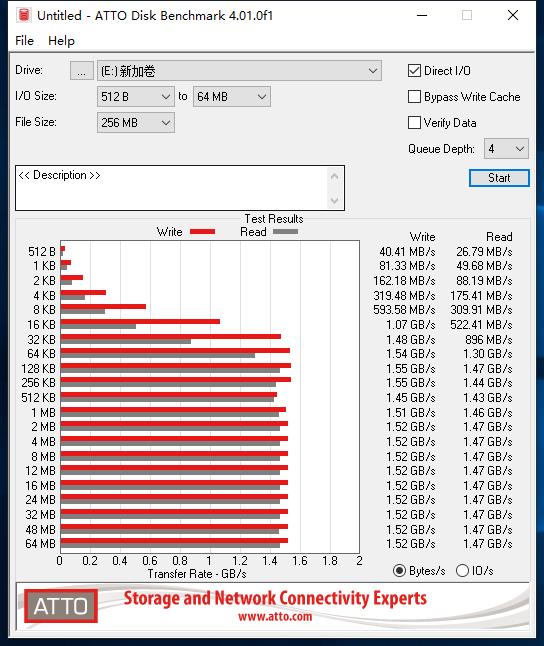 Untitled - ATTO Disk Benchmark 4.01.0f1
File Help
Drive: ... (E:) 新加卷 Direct I/O
I/O Size: 512 B to 64 MB Bypass Write Cache
File Size: 256 MB Verify Data
Queue Depth: 4
<< Description >> Start
Test Results
Write Read Write Read
512 B 40.41 MB/s 26.79 MB/s
1 KB 81.33 MB/s 49.68 MB/s
2 KB 162.18 MB/s 88.19 MB/s
4 KB 319.48 MB/s 175.41 MB/s
8 KB 593.58 MB/s 309.91 MB/s
16 KB 1.07 GB/s 522.41 MB/s
32 KB 1.48 GB/s 896 MB/s
64 KB 1.54 GB/s 1.30 GB/s
128 KB 1.55 GB/s 1.47 GB/s
256 KB 1.55 GB/s 1.44 GB/s
512 KB 1.45 GB/s 1.43 GB/s
1 MB 1.51 GB/s 1.46 GB/s
2 MB 1.52 GB/s 1.47 GB/s
4 MB 1.52 GB/s 1.47 GB/s
8 MB 1.52 GB/s 1.47 GB/s
12 MB 1.52 GB/s 1.47 GB/s
16 MB 1.52 GB/s 1.47 GB/s
24 MB 1.52 GB/s 1.47 GB/s
32 MB 1.52 GB/s 1.47 GB/s
48 MB 1.52 GB/s 1.47 GB/s
64 MB 1.52 GB/s 1.47 GB/s
0 0.2 0.4 0.6 0.8 1 1.2 1.4 1.6 1.8 2
Transfer Rate - GB/s Bytes/s IO/s
ATTO Storage and Network Connectivity Experts
www.atto.com